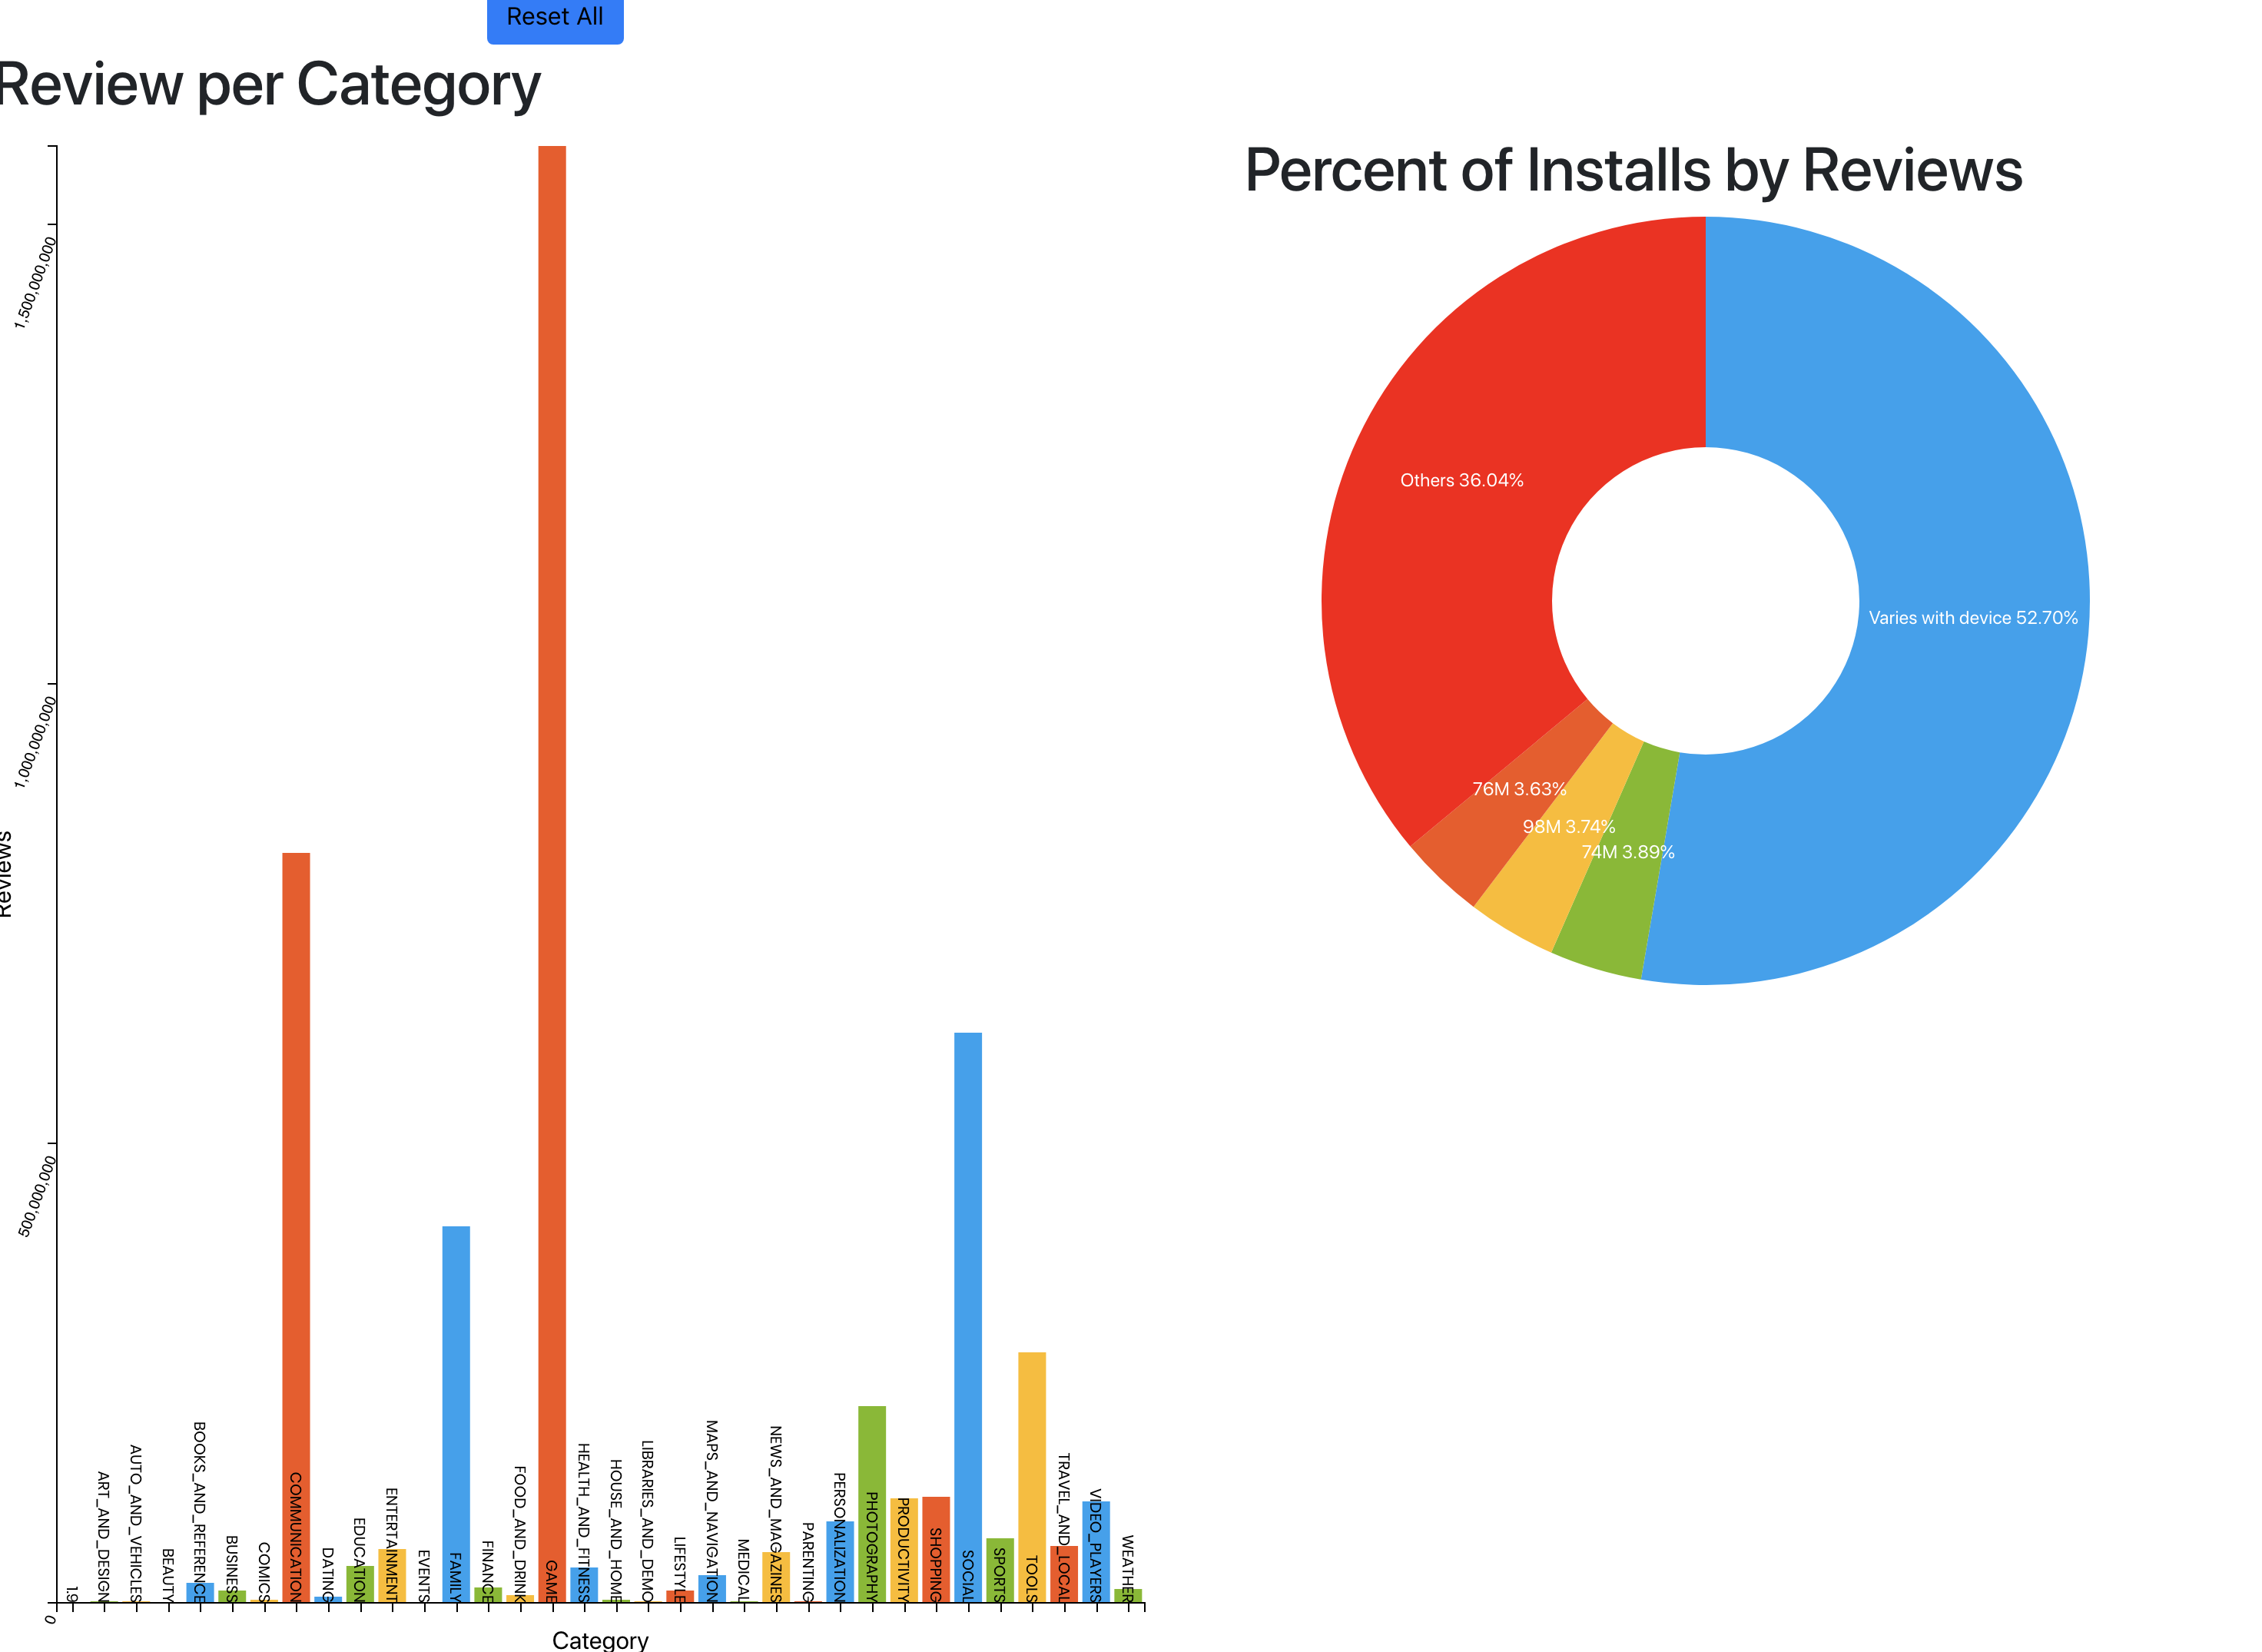 Reset All
Review per Category
Percent of Installs by Reviews
1,500,000,000
1,000,000,000
500,000,000
0
Reviews
1.9
ART_AND_DESIGN
AUTO_AND_VEHICLES
BEAUTY
BOOKS_AND_REFERENCE
BUSINESS
COMICS
COMMUNICATION
DATING
EDUCATION
ENTERTAINMENT
EVENTS
FAMILY
FINANCE
FOOD_AND_DRINK
GAME
HEALTH_AND_FITNESS
HOUSE_AND_HOME
LIBRARIES_AND_DEMO
LIFESTYLE
MAPS_AND_NAVIGATION
MEDICAL
NEWS_AND_MAGAZINES
PARENTING
PERSONALIZATION
PHOTOGRAPHY
PRODUCTIVITY
SHOPPING
SOCIAL
SPORTS
TOOLS
TRAVEL_AND_LOCAL
VIDEO_PLAYERS
WEATHER
Category
Others 36.04%
Varies with device 52.70%
76M 3.63%
98M 3.74%
74M 3.89%